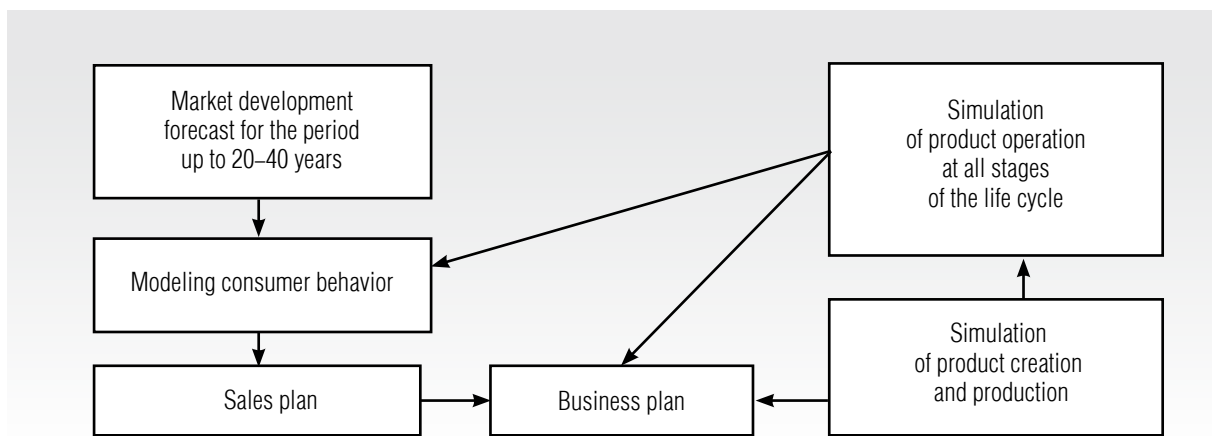 Market development
forecast for the period
up to 20–40 years
Modeling consumer behavior
Sales plan
Business plan
Simulation
of product operation
at all stages
of the life cycle
Simulation
of product creation
and production